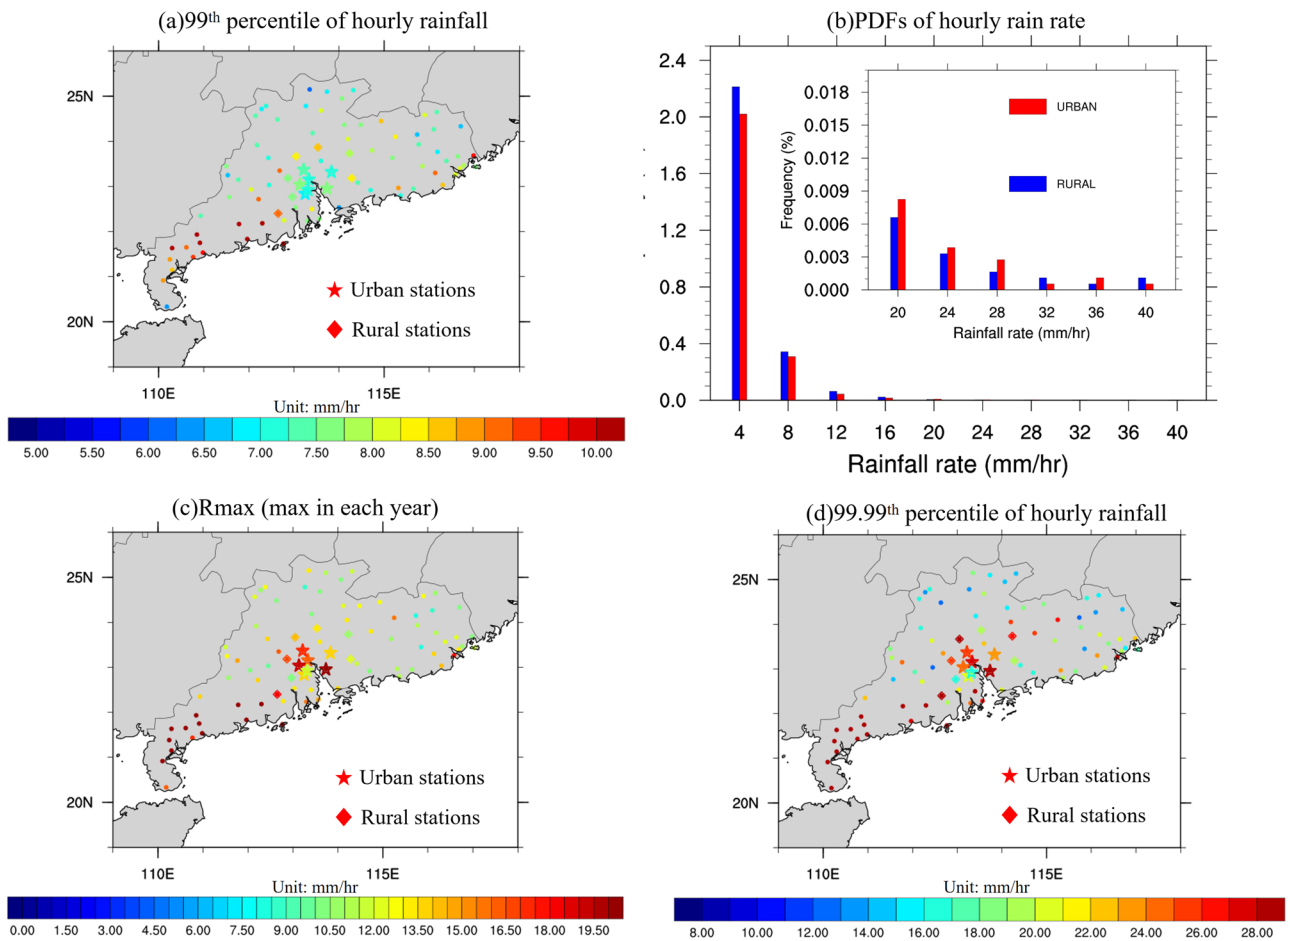 (a)99th percentile of hourly rainfall
25N
20N
110E 115E
Urban stations
Rural stations
Unit: mm/hr
5.00 5.50 6.00 6.50 7.00 7.50 8.00 8.50 9.00 9.50 10.00
(b)PDFs of hourly rain rate
2.4
2.0
1.6
1.2
0.8
0.4
0.0
4 8 12 16 20 24 28 32 36 40
Rainfall rate (mm/hr)
0.018
0.015
0.012
0.009
0.006
0.003
0.000
Frequency (%)
URBAN
RURAL
20 24 28 32 36 40
Rainfall rate (mm/hr)
(c)Rmax (max in each year)
25N
20N
110E 115E
Urban stations
Rural stations
Unit: mm/hr
0.00 1.50 3.00 4.50 6.00 7.50 9.00 10.50 12.00 13.50 15.00 16.50 18.00 19.50
(d)99.99th percentile of hourly rainfall
25N
20N
110E 115E
Urban stations
Rural stations
Unit: mm/hr
8.00 10.00 12.00 14.00 16.00 18.00 20.00 22.00 24.00 26.00 28.00